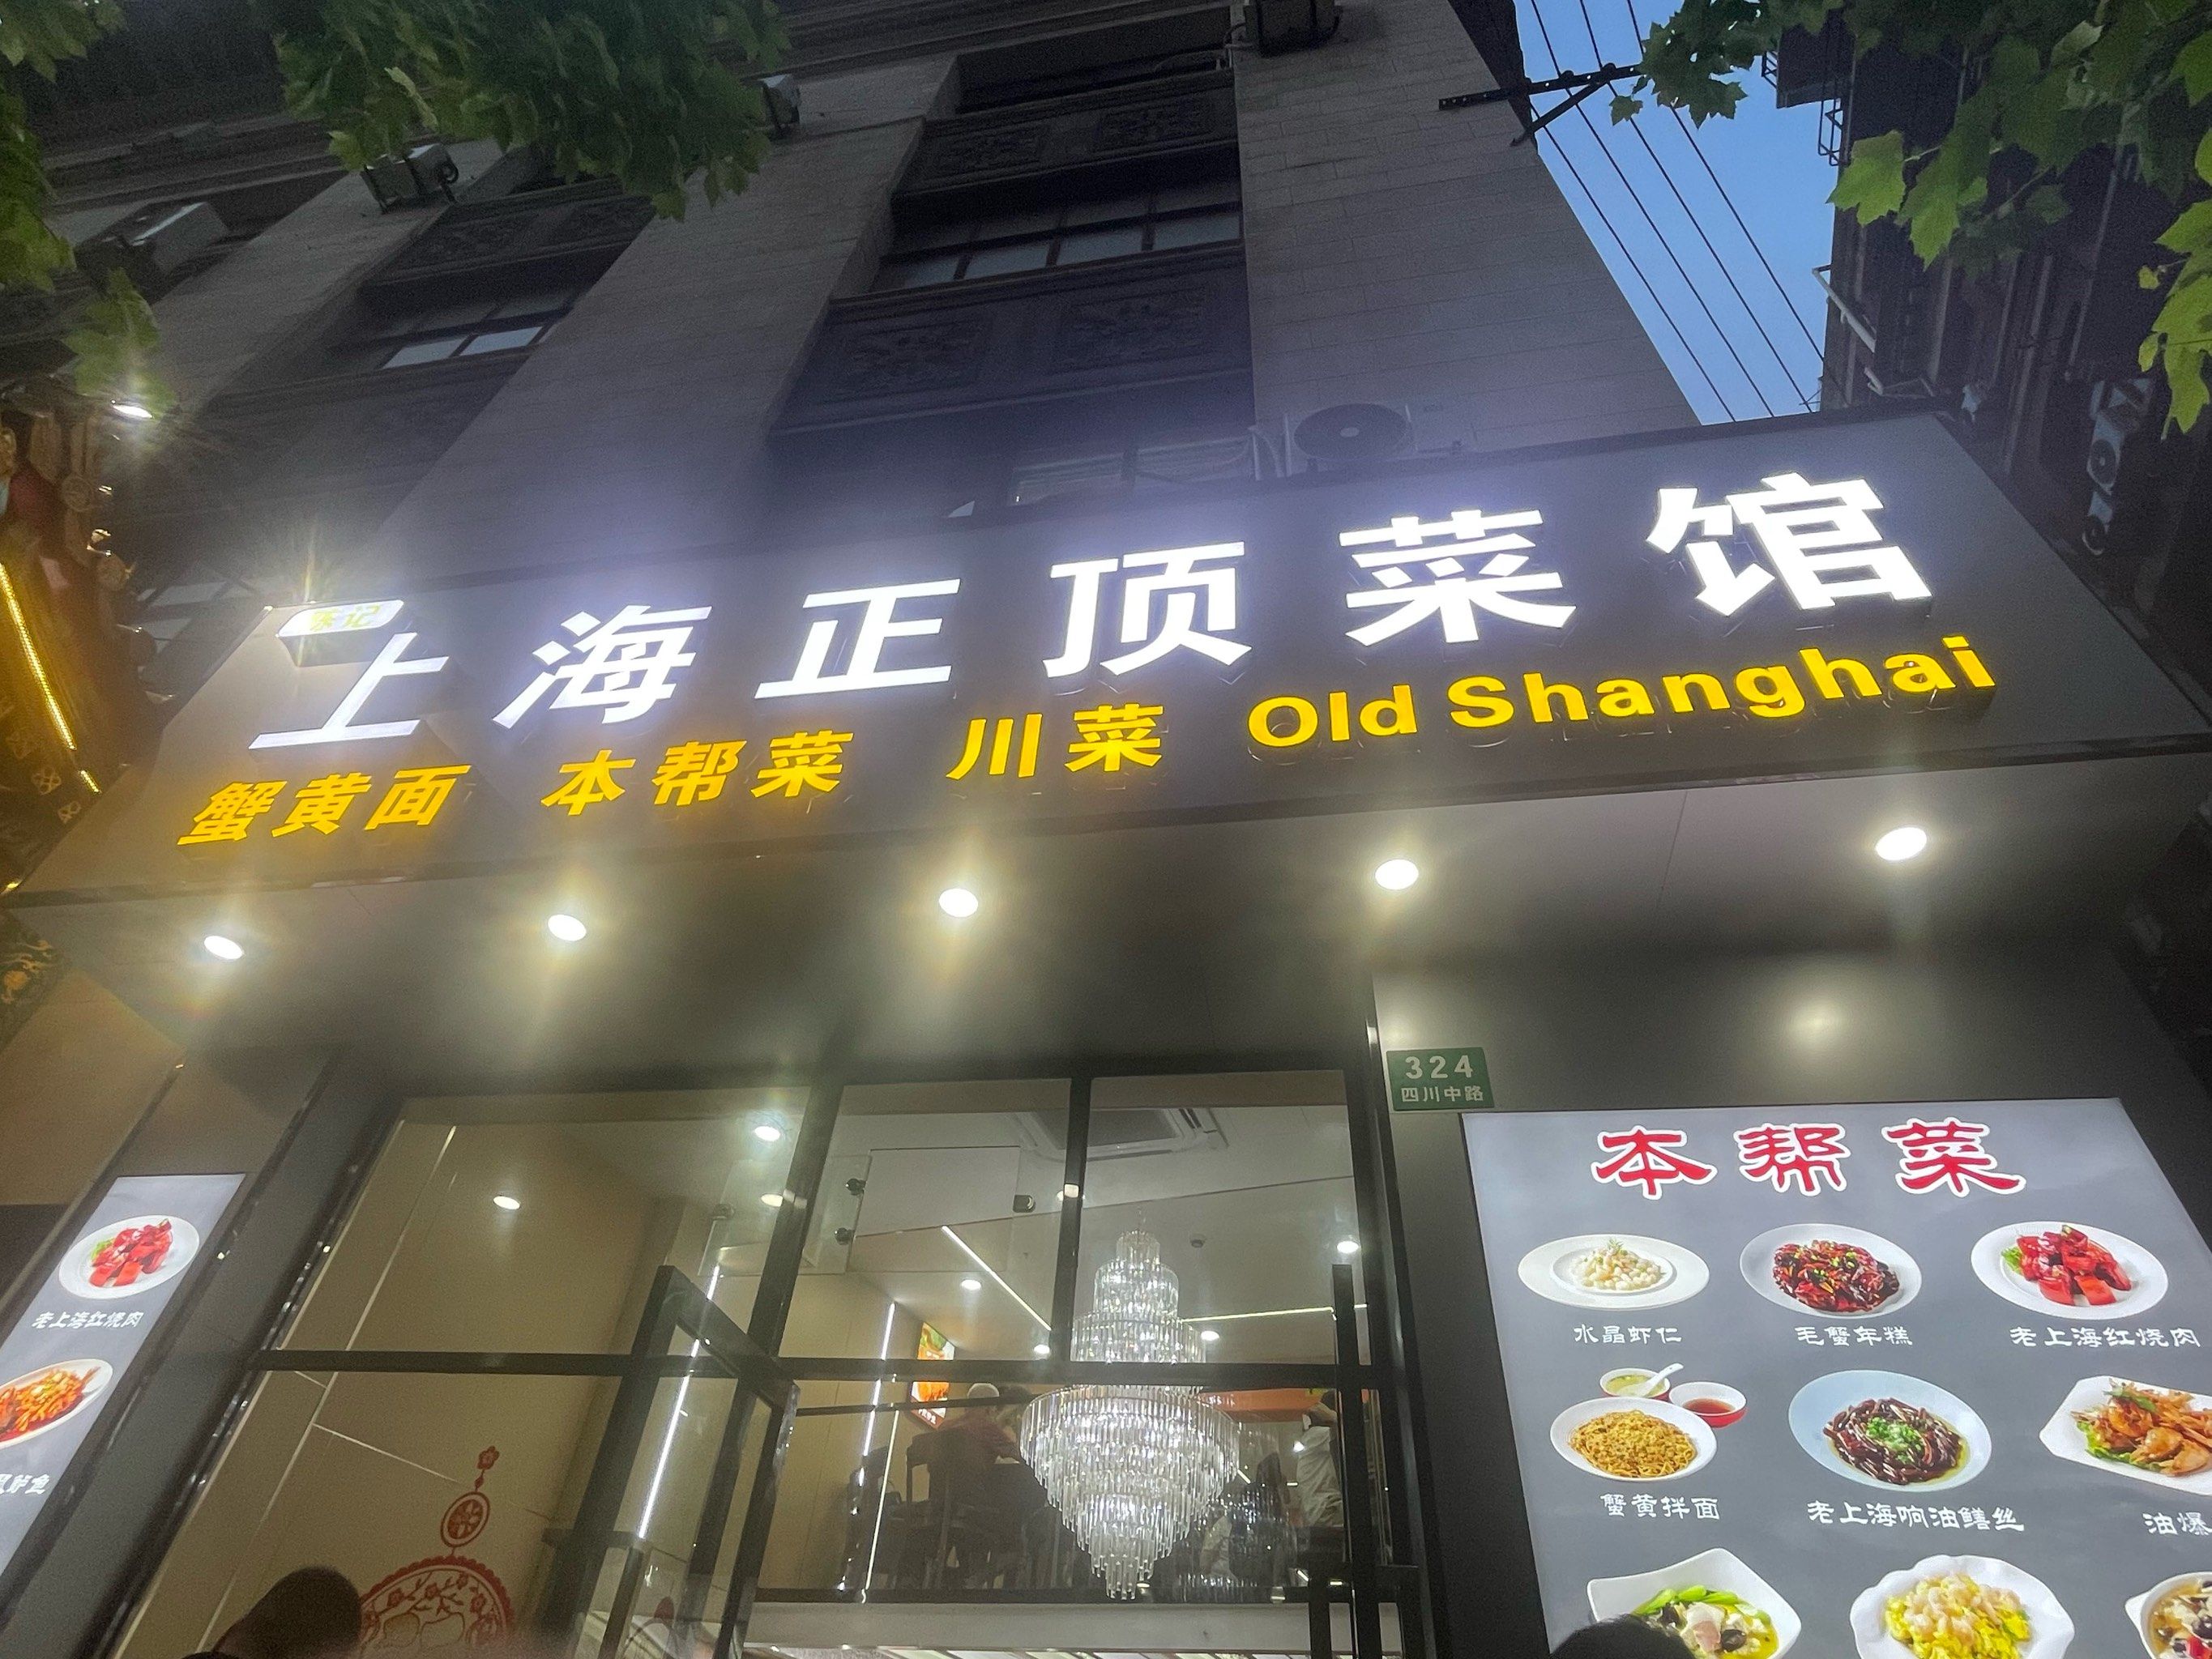 陈记
上海正顶菜馆
蟹黄面 本帮菜 川菜 Old Shanghai
324
四川中路
本帮菜
水晶虾仁 毛蟹年糕 老上海红烧肉
蟹黄拌面 老上海响油鳝丝 油爆
老上海红烧肉
鲈鱼